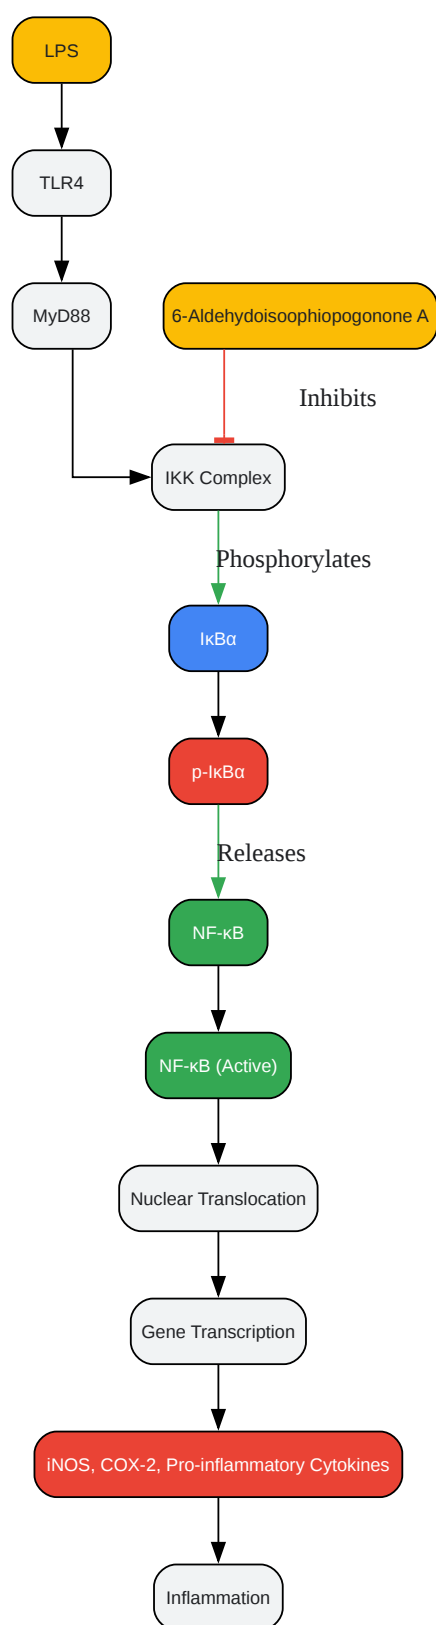 LPS
TLR4
MyD88
6-Aldehydoisoophiopogonone A
Inhibits
IKK Complex
Phosphorylates
IκBα
p-IκBα
Releases
NF-κB
NF-κB (Active)
Nuclear Translocation
Gene Transcription
iNOS, COX-2, Pro-inflammatory Cytokines
Inflammation